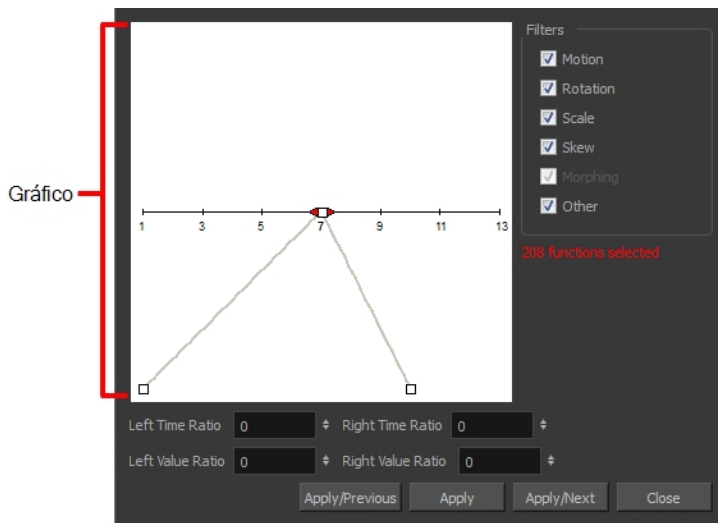 Filters
Motion
Rotation
Scale
Skew
Morphing
Other
208 functions selected
Gráfico
1 3 5 7 9 11 13
Left Time Ratio 0 Right Time Ratio 0
Left Value Ratio 0 Right Value Ratio 0
Apply/Previous Apply Apply/Next Close